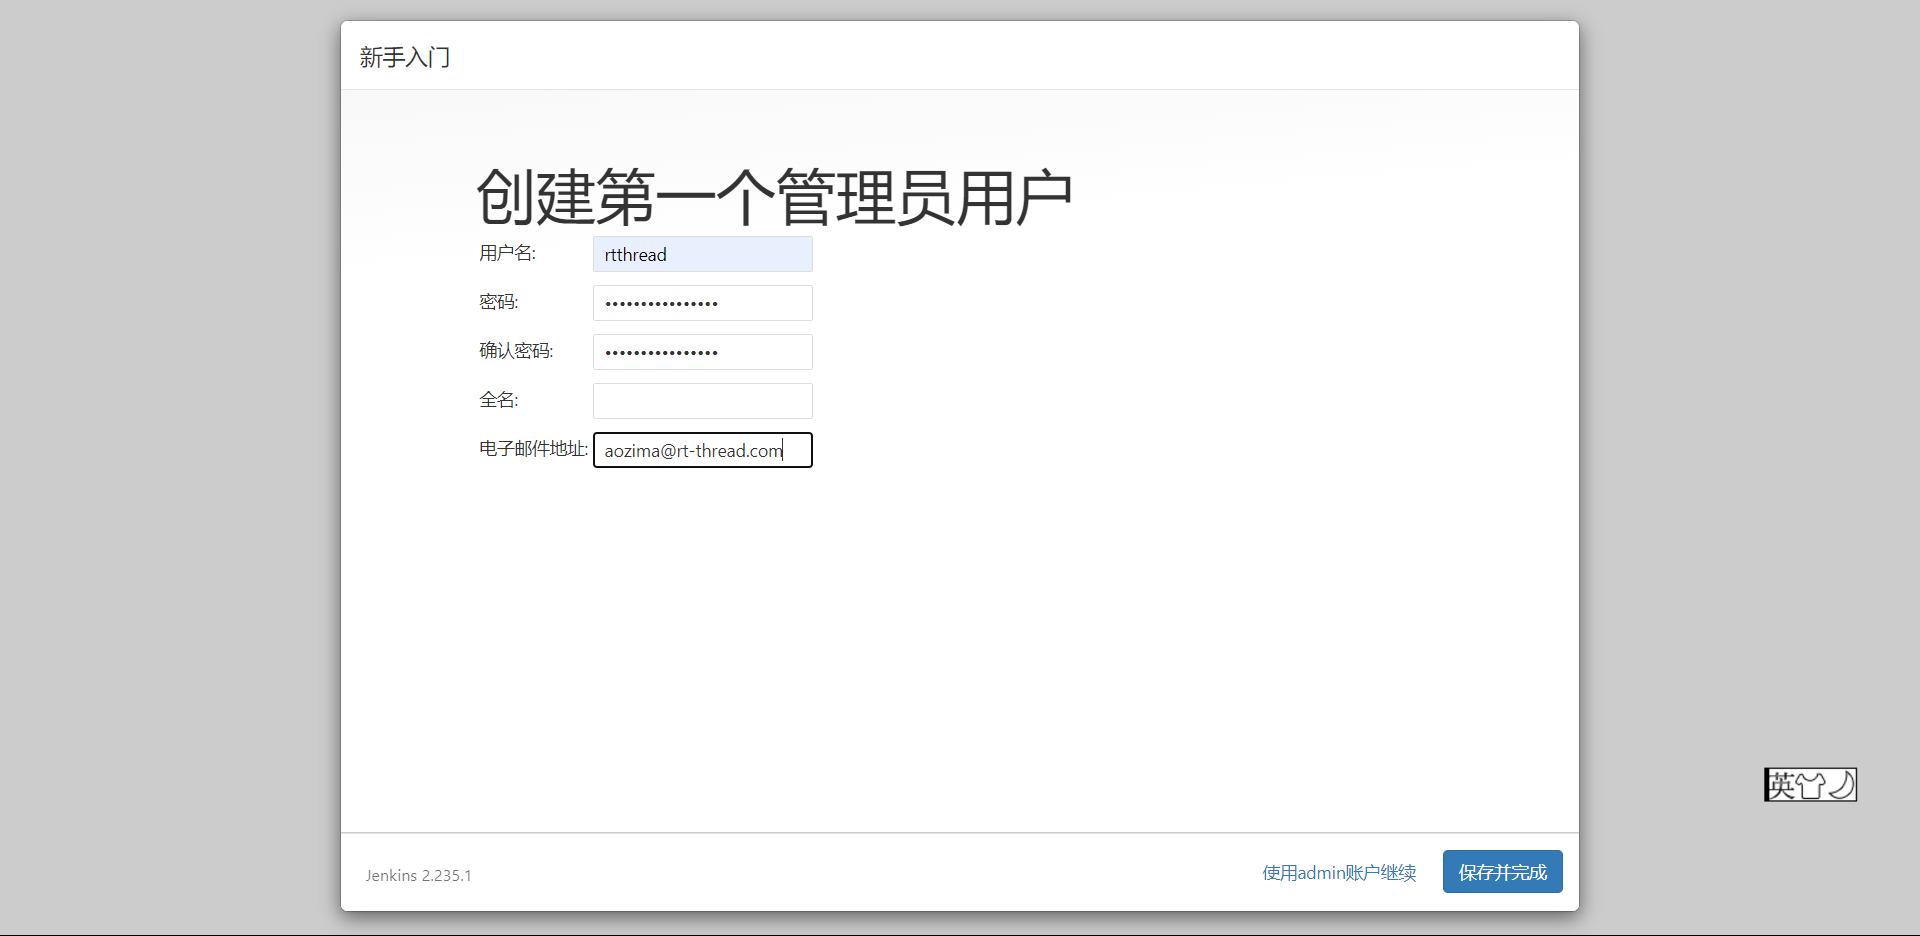 新手入门
创建第一个管理员用户
用户名: rtthread
密码: ••••••••••••••••
确认密码: ••••••••••••••••
全名:
电子邮件地址: aozima@rt-thread.com
英
Jenkins 2.235.1
使用admin账户继续
保存并完成